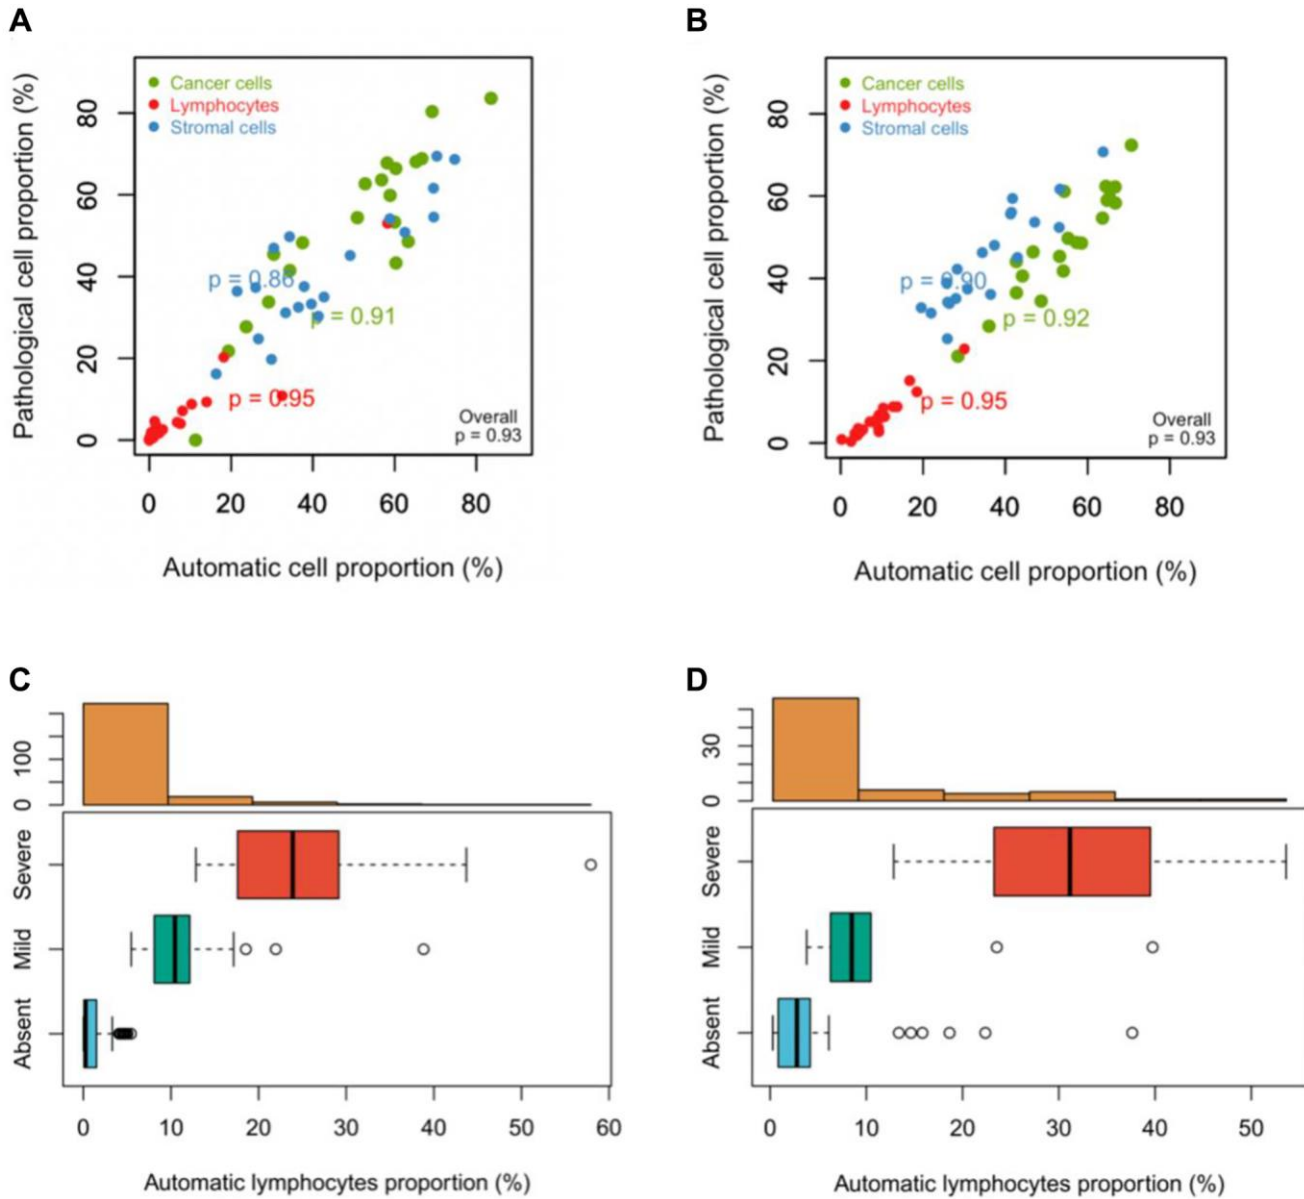 A
Pathological cell proportion (%)
80
60
40
20
0
Cancer cells
Lymphocytes
Stromal cells
p = 0.86
p = 0.91
p = 0.95
Overall
p = 0.93
0 20 40 60 80
Automatic cell proportion (%)
B
Pathological cell proportion (%)
80
60
40
20
0
Cancer cells
Lymphocytes
Stromal cells
p = 0.90
p = 0.92
p = 0.95
Overall
p = 0.93
0 20 40 60 80
Automatic cell proportion (%)
C
100
0
Severe
Mild
Absent
0 10 20 30 40 50 60
Automatic lymphocytes proportion (%)
D
30
0
Severe
Mild
Absent
0 10 20 30 40 50
Automatic lymphocytes proportion (%)